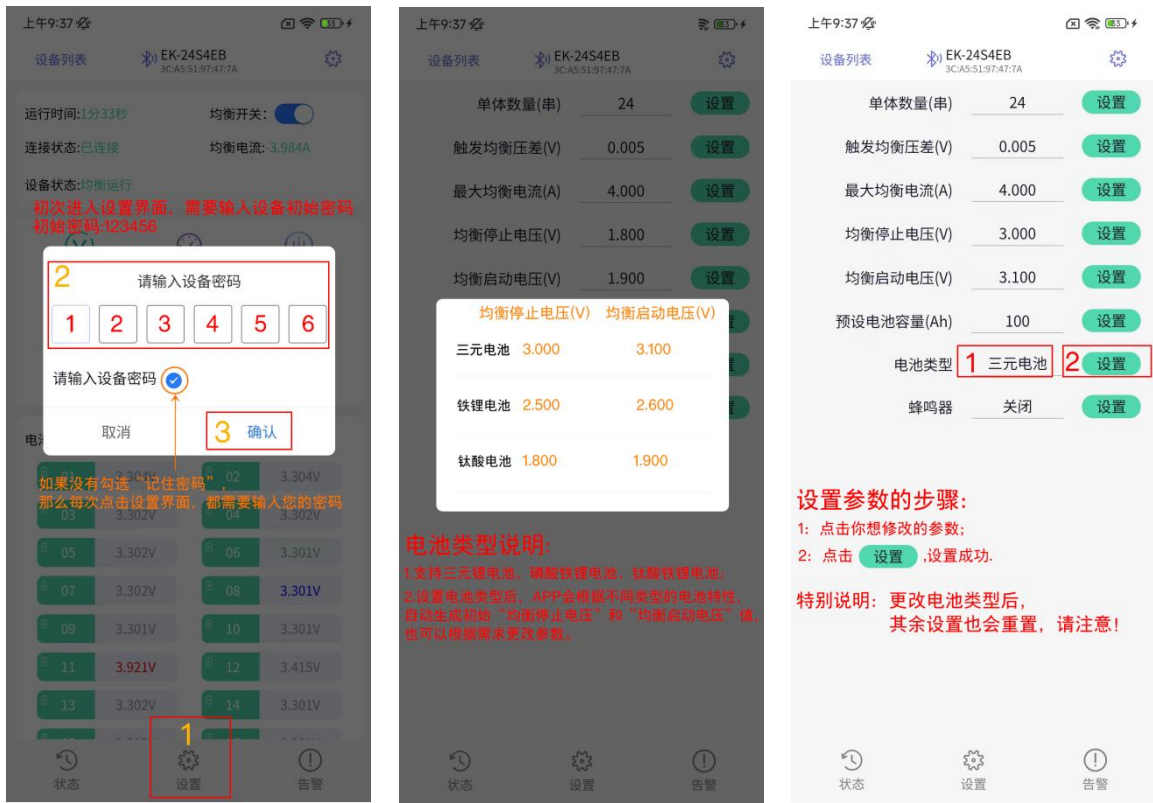 上午9:37
33
设备列表
EK-24S4EB
3C:A5:51:97:47:7A
运行时间:1分33秒
均衡开关:
连接状态:已连接
均衡电流:-3.984A
设备状态:均衡运行
初次进入设置界面，需要输入设备初始密码
初始密码:123456
2
请输入设备密码
1 2 3 4 5 6
请输入设备密码
取消
3 确认
电
01 3.304V 02 3.304V
如果没有勾选“记住密码”，
那么每次点击设置界面，都需要输入您的密码
03 3.302V 04 3.302V
05 3.302V 06 3.301V
07 3.302V 08 3.301V
09 3.301V 10 3.301V
11 3.921V 12 3.415V
13 3.302V 14 3.301V
1
状态 设置 告警
上午9:37
83
设备列表
EK-24S4EB
3C:A5:51:97:47:7A
单体数量(串) 24 设置
触发均衡压差(V) 0.005 设置
最大均衡电流(A) 4.000 设置
均衡停止电压(V) 1.800 设置
均衡启动电压(V) 1.900 设置
均衡停止电压(V) 均衡启动电压(V)
三元电池 3.000 3.100
铁锂电池 2.500 2.600
钛酸电池 1.800 1.900
电池类型说明:
1.支持三元锂电池、磷酸铁锂电池、钛酸铁锂电池;
2.设置电池类型后，APP会根据不同类型的电池特性，
自动生成初始“均衡停止电压”和“均衡启动电压”值，
也可以根据需求更改参数。
状态 设置 告警
上午9:37
83
设备列表
EK-24S4EB
3C:A5:51:97:47:7A
单体数量(串) 24 设置
触发均衡压差(V) 0.005 设置
最大均衡电流(A) 4.000 设置
均衡停止电压(V) 3.000 设置
均衡启动电压(V) 3.100 设置
预设电池容量(Ah) 100 设置
电池类型 1 三元电池 2 设置
蜂鸣器 关闭 设置
设置参数的步骤:
1: 点击你想修改的参数;
2: 点击 设置 ,设置成功.
特别说明: 更改电池类型后，
其余设置也会重置，请注意!
状态 设置 告警